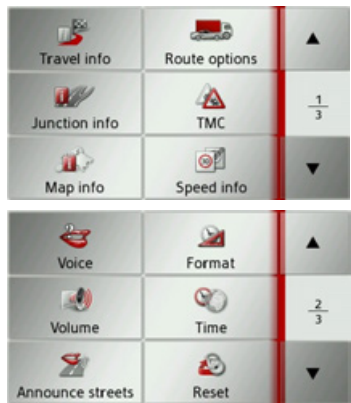 Travel info
Route options
Junction info
TMC
1
3
Map info
Speed info
Voice
Format
Volume
Time
2
3
Announce streets
Reset